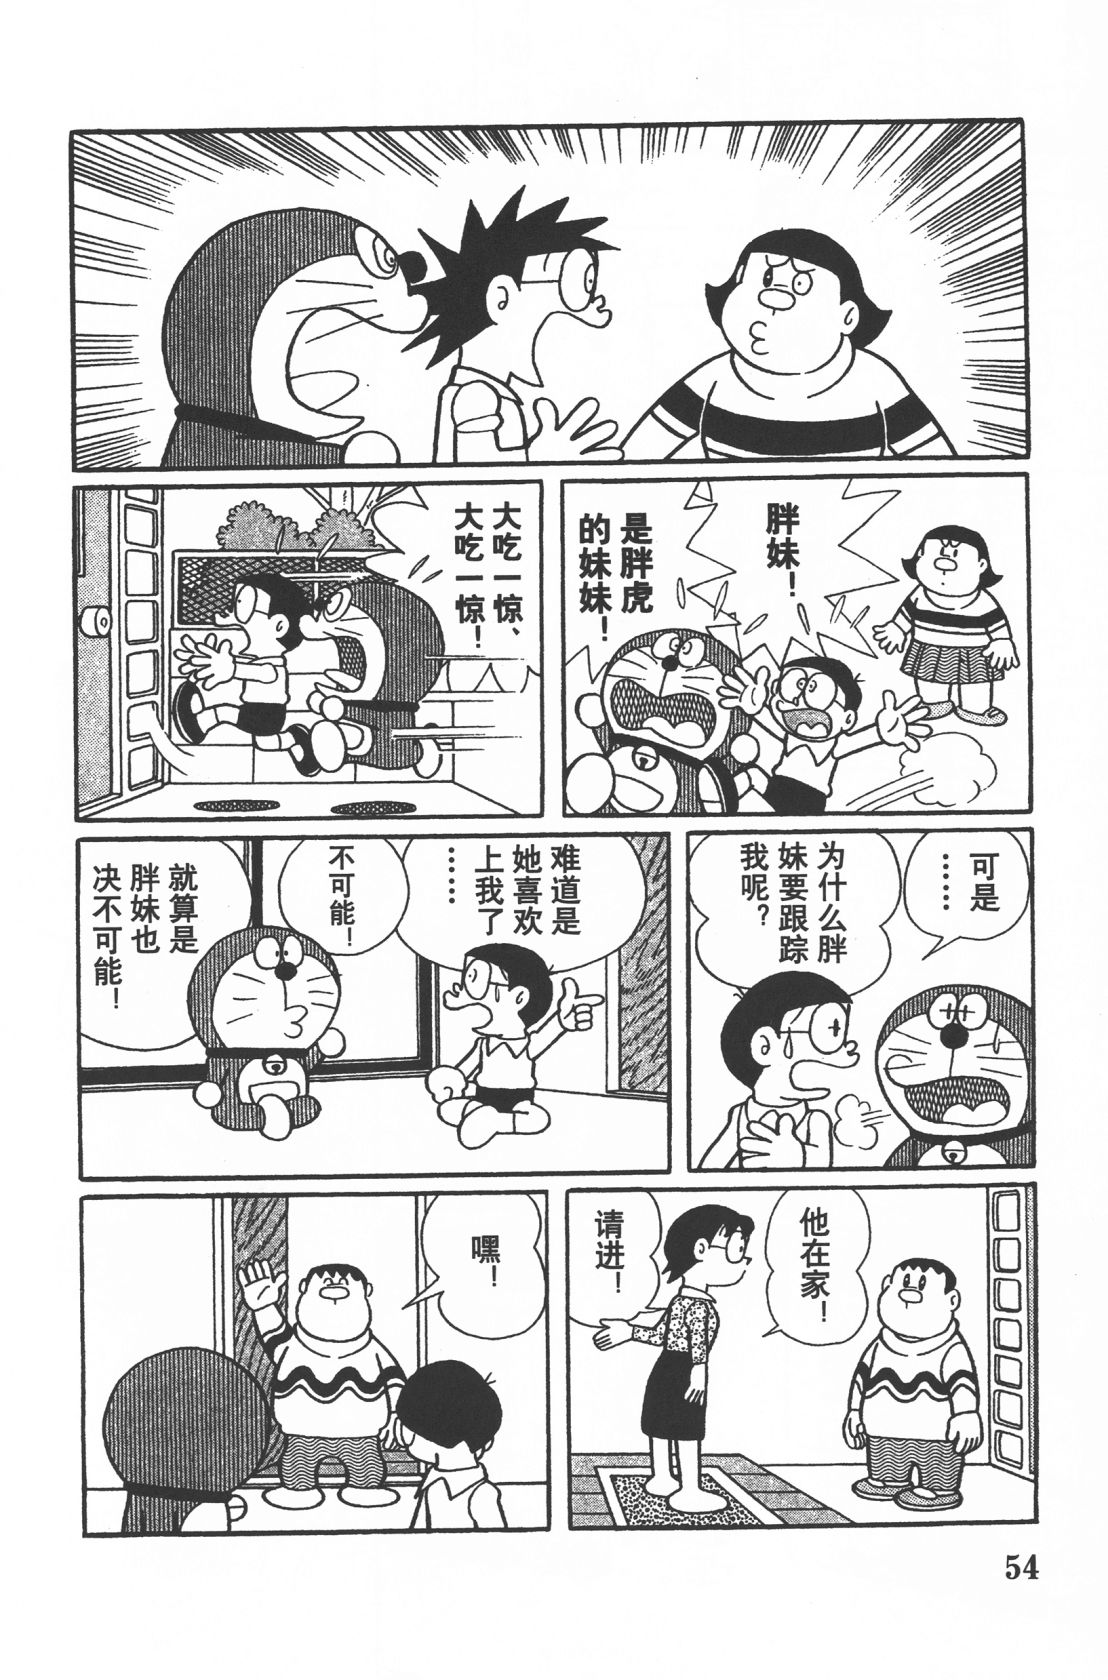 胖妹！
是胖虎
的妹妹！
大吃一惊、
大吃一惊！
可是
……
为什么胖
妹要跟踪
我呢？
难道是
她喜欢
上我了
……
不可能！
就算是
胖妹也
决不可能！
他在家！
请进！
嘿！
54